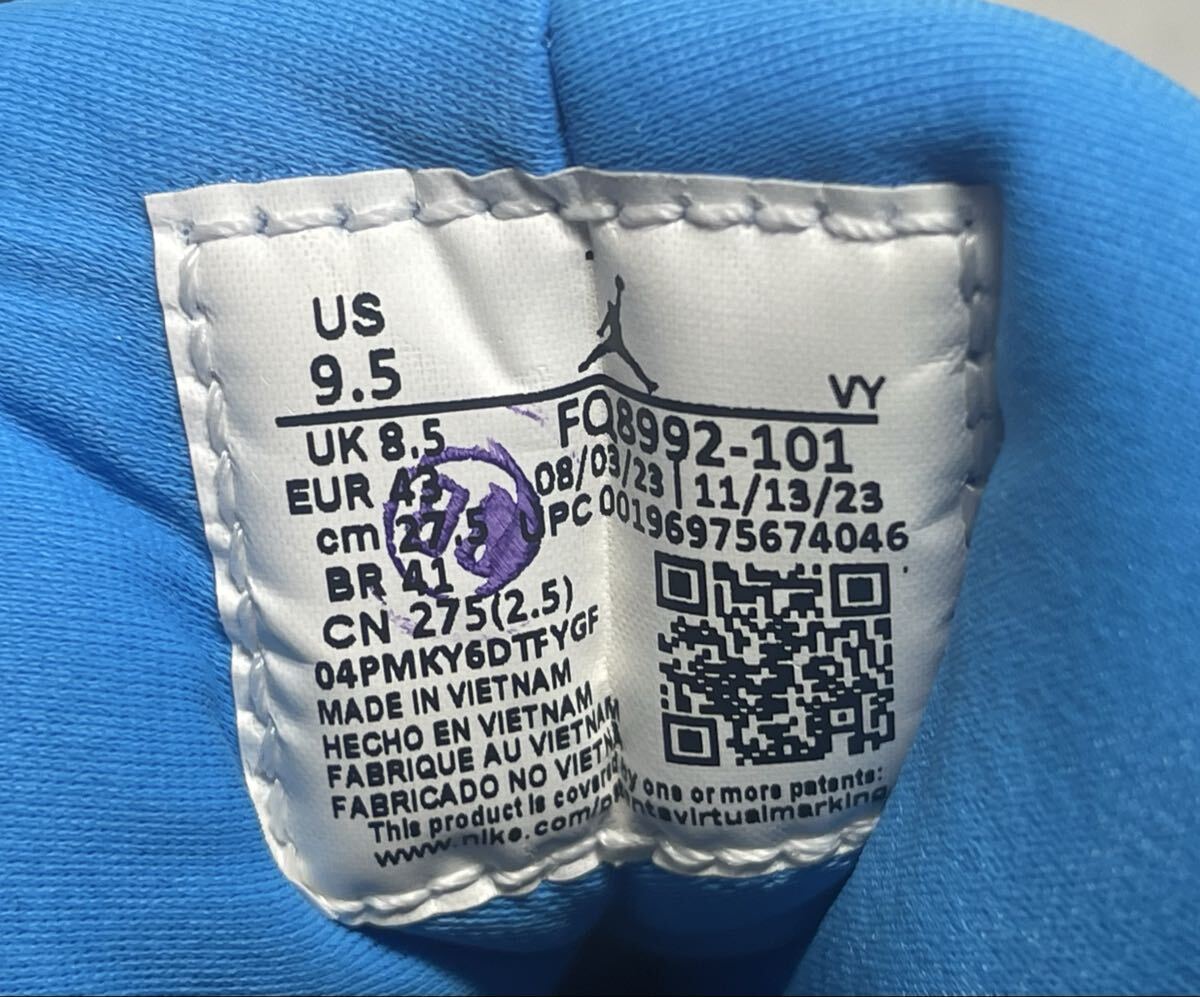 US
9.5
VY
UK 8.5
EUR 43
cm 27.5
BR 41
CN 275(2.5)
FQ8992-101
08/03/23 | 11/13/23
UPC 00196975674046
04PMKY6DTFYGF
MADE IN VIETNAM
HECHO EN VIETNAM
FABRIQUE AU VIETNAM
FABRICADO NO VIETNA
This product is covered by one or more patents:
www.nike.com/